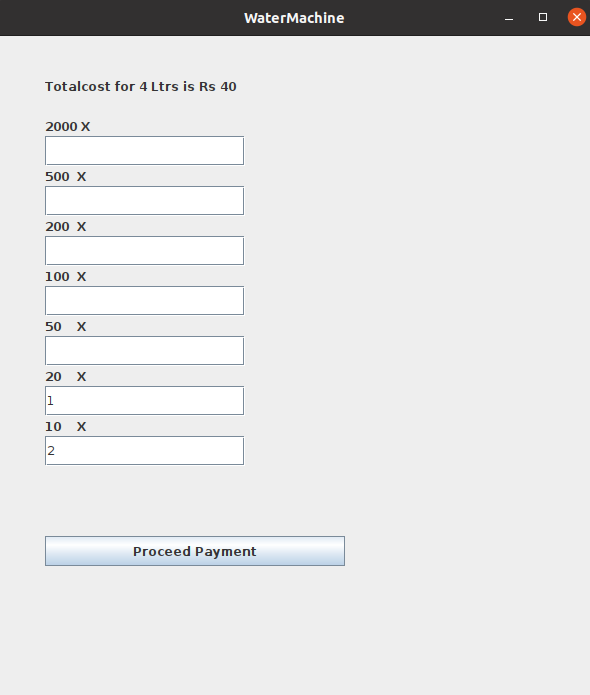 WaterMachine
Totalcost for 4 Ltrs is Rs 40
2000 X
500 X
200 X
100 X
50 X
20 X
1
10 X
2
Proceed Payment